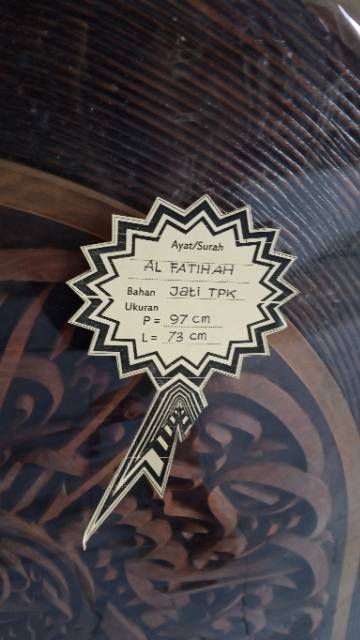 Ayat/Surah
AL FATIHAH
Bahan Jati TPK
Ukuran
P = 97 cm
L = 73 cm